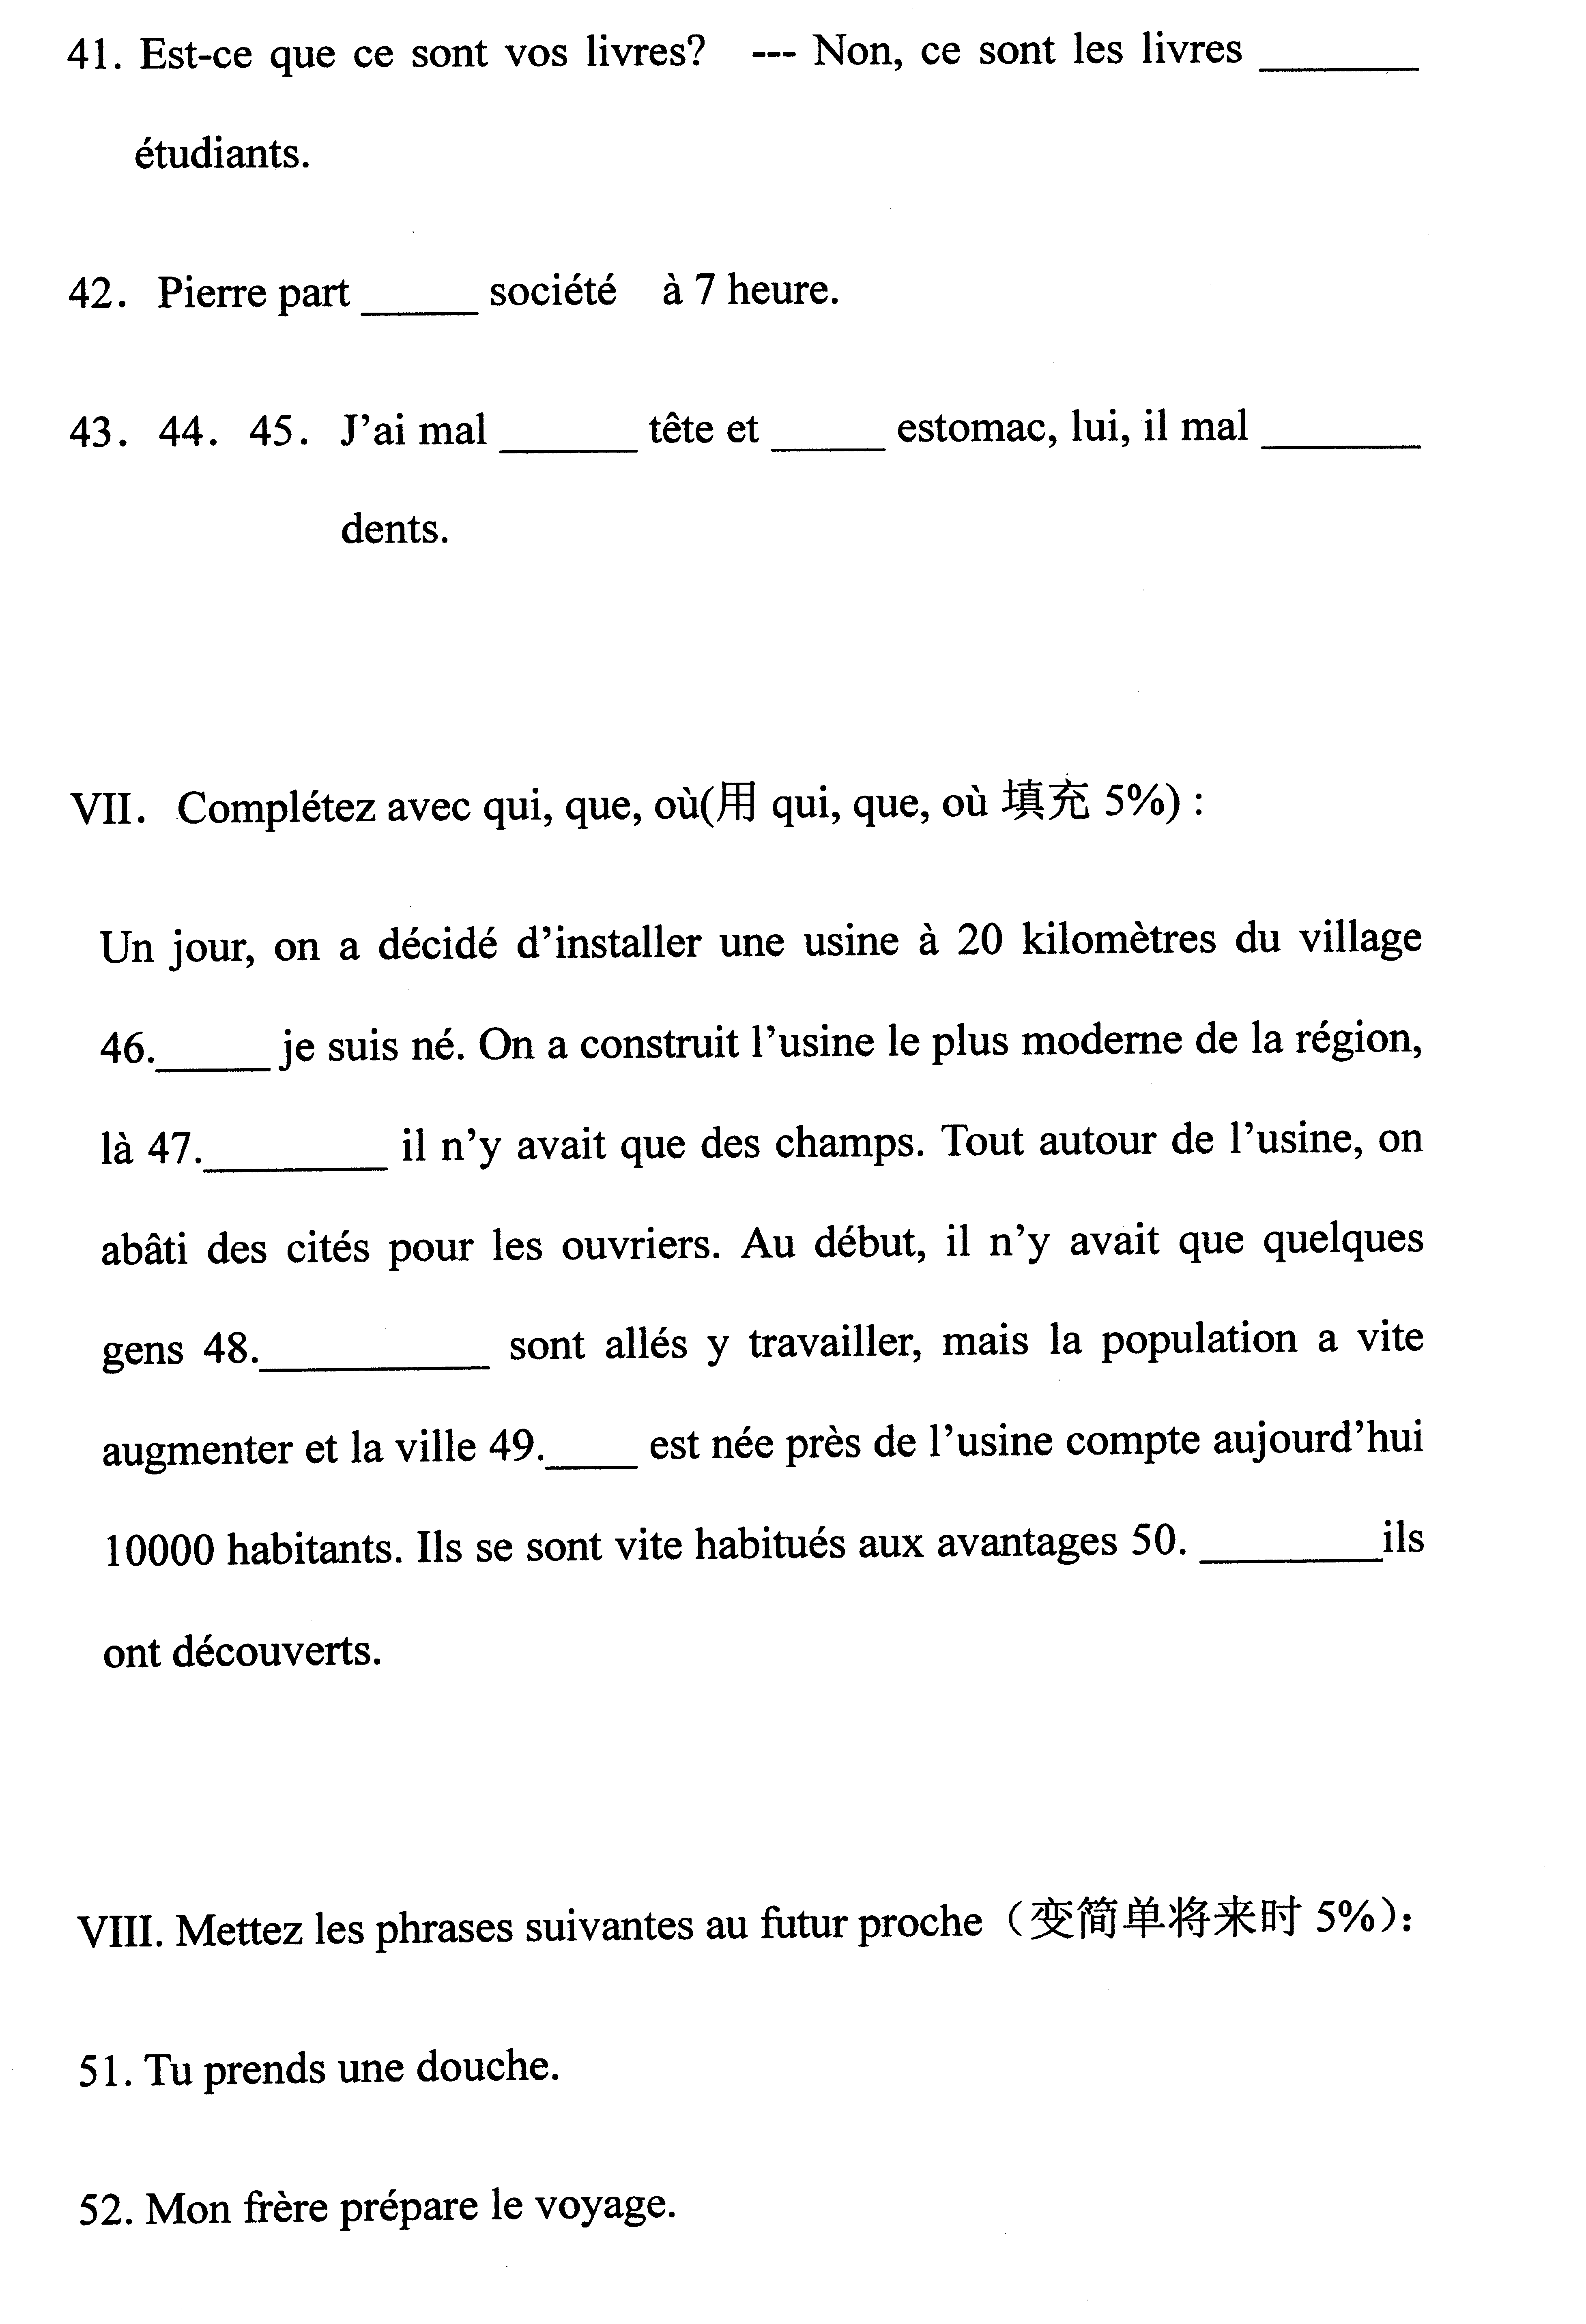 41. Est-ce que ce sont vos livres? --- Non, ce sont les livres _______
étudiants.
42. Pierre part _____ société à 7 heure.
43. 44. 45. J'ai mal ______ tête et _____ estomac, lui, il mal _______
dents.
VII. Complétez avec qui, que, où(用 qui, que, où 填充 5%) :
Un jour, on a décidé d'installer une usine à 20 kilomètres du village
46._____ je suis né. On a construit l'usine le plus moderne de la région,
là 47.________ il n'y avait que des champs. Tout autour de l'usine, on
abâti des cités pour les ouvriers. Au début, il n'y avait que quelques
gens 48.__________ sont allés y travailler, mais la population a vite
augmenter et la ville 49.____ est née près de l'usine compte aujourd'hui
10000 habitants. Ils se sont vite habitués aux avantages 50. ________ils
ont découverts.
VIII. Mettez les phrases suivantes au futur proche（变简单将来时 5%）:
51. Tu prends une douche.
52. Mon frère prépare le voyage.